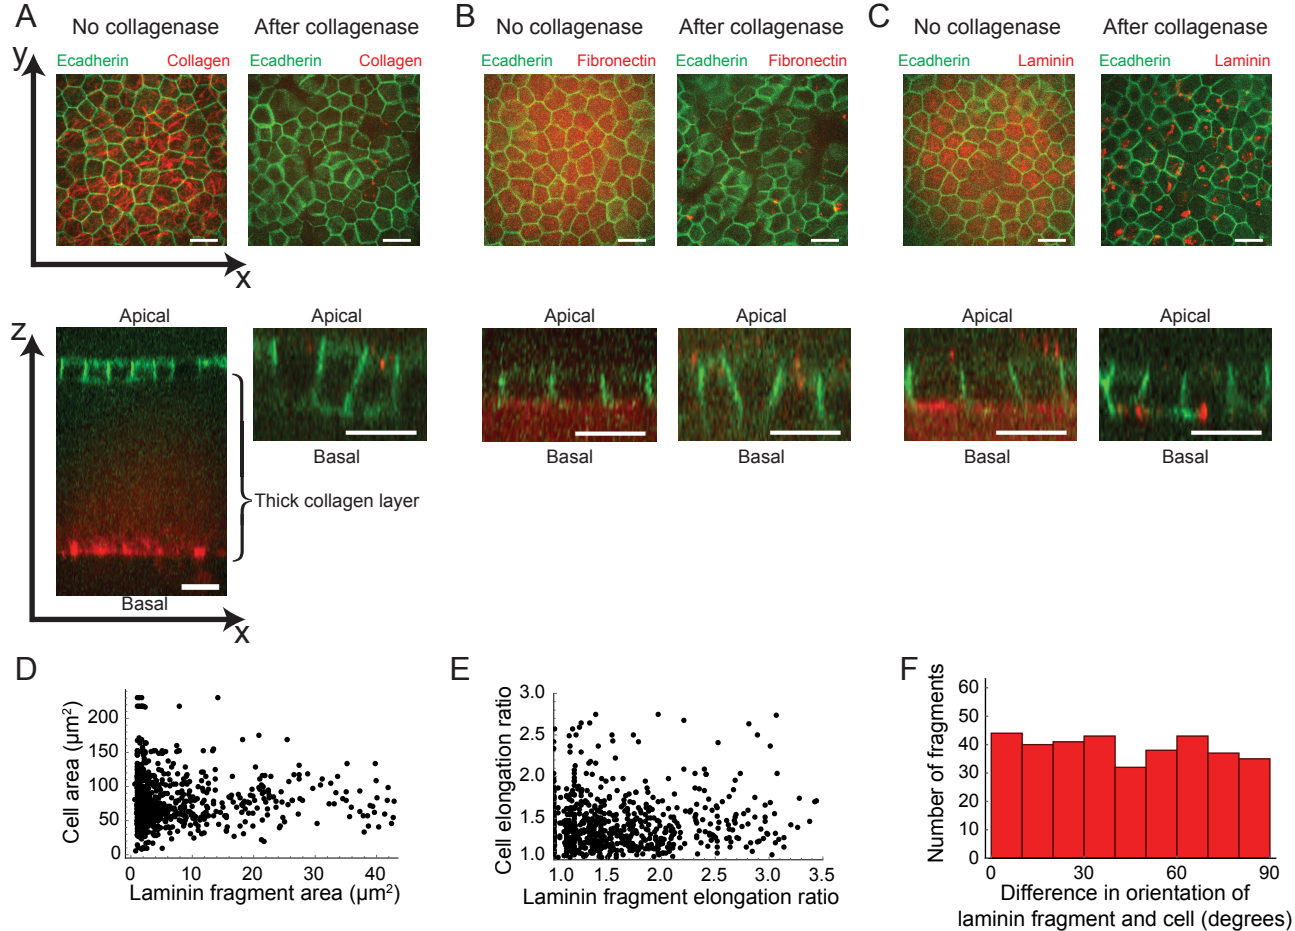 A
No collagenase
After collagenase
B
No collagenase
After collagenase
C
No collagenase
After collagenase
y
Ecadherin
Collagen
Ecadherin
Collagen
Ecadherin
Fibronectin
Ecadherin
Fibronectin
Ecadherin
Laminin
Ecadherin
Laminin
x
z
Apical
Apical
Apical
Apical
Apical
Apical
Basal
Basal
Basal
Basal
Basal
Thick collagen layer
Basal
x
D
Cell area (µm²)
200
150
100
50
0
0
10
20
30
40
Laminin fragment area (µm²)
E
Cell elongation ratio
3.0
2.5
2.0
1.5
1.0
1.0
1.5
2.0
2.5
3.0
3.5
Laminin fragment elongation ratio
F
Number of fragments
60
50
40
30
20
10
0
0
30
60
90
Difference in orientation of
laminin fragment and cell (degrees)